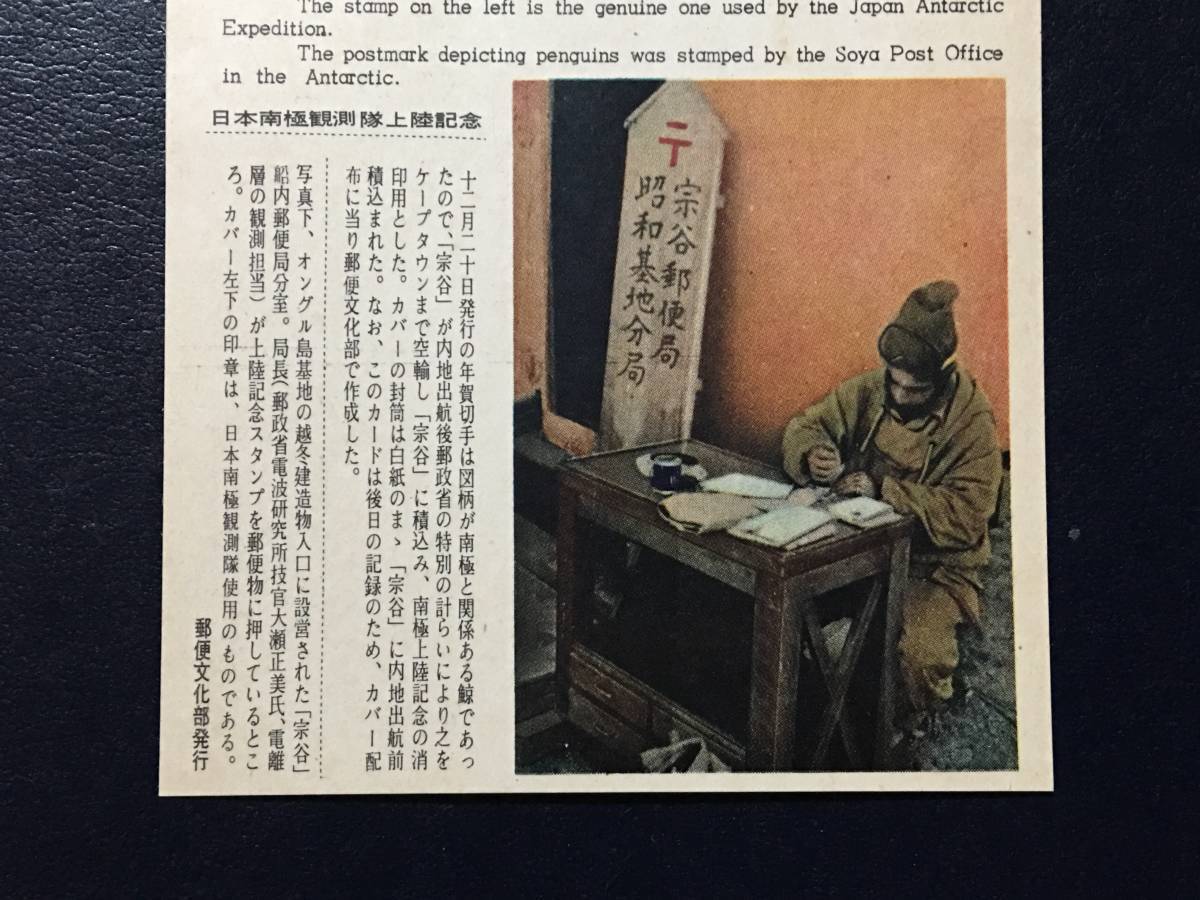 The stamp on the left is the genuine one used by the Japan Antarctic
Expedition.
The postmark depicting penguins was stamped by the Soya Post Office
in the Antarctic.
日本南極観測隊上陸記念
十二月二十日発行の年賀切手は図柄が南極と関係ある鯨であっ
たので、「宗谷」が内地出航後郵政省の特別の計らいにより之を
ケープタウンまで空輸し「宗谷」に積込み、南極上陸記念の消
印用とした。カバーの封筒は白紙のまゝ「宗谷」に内地出航前
積込まれた。なお、このカードは後日の記録のため、カバー配
布に当り郵便文化部で作成した。
写真下、オングル島基地の越冬建造物入口に設営された「宗谷」
船内郵便局分室。局長(郵政省電波研究所技官大瀬正美氏、電離
層の観測担当)が上陸記念スタンプを郵便物に押しているとこ
ろ。カバー左下の印章は、日本南極観測隊使用のものである。
郵便文化部発行
〒
宗谷郵便局
昭和基地分局